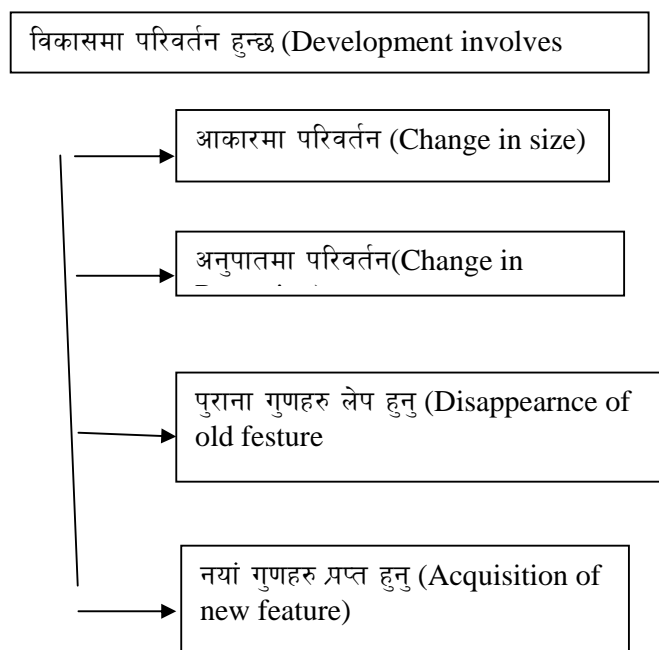 विकासमा परिवर्तन हुन्छ (Development involves
आकारमा परिवर्तन (Change in size)
अनुपातमा परिवर्तन(Change in
पुराना गुणहरु लेप हुनु (Disappearnce of
old festure
नयां गुणहरु प्रप्त हुनु (Acquisition of
new feature)